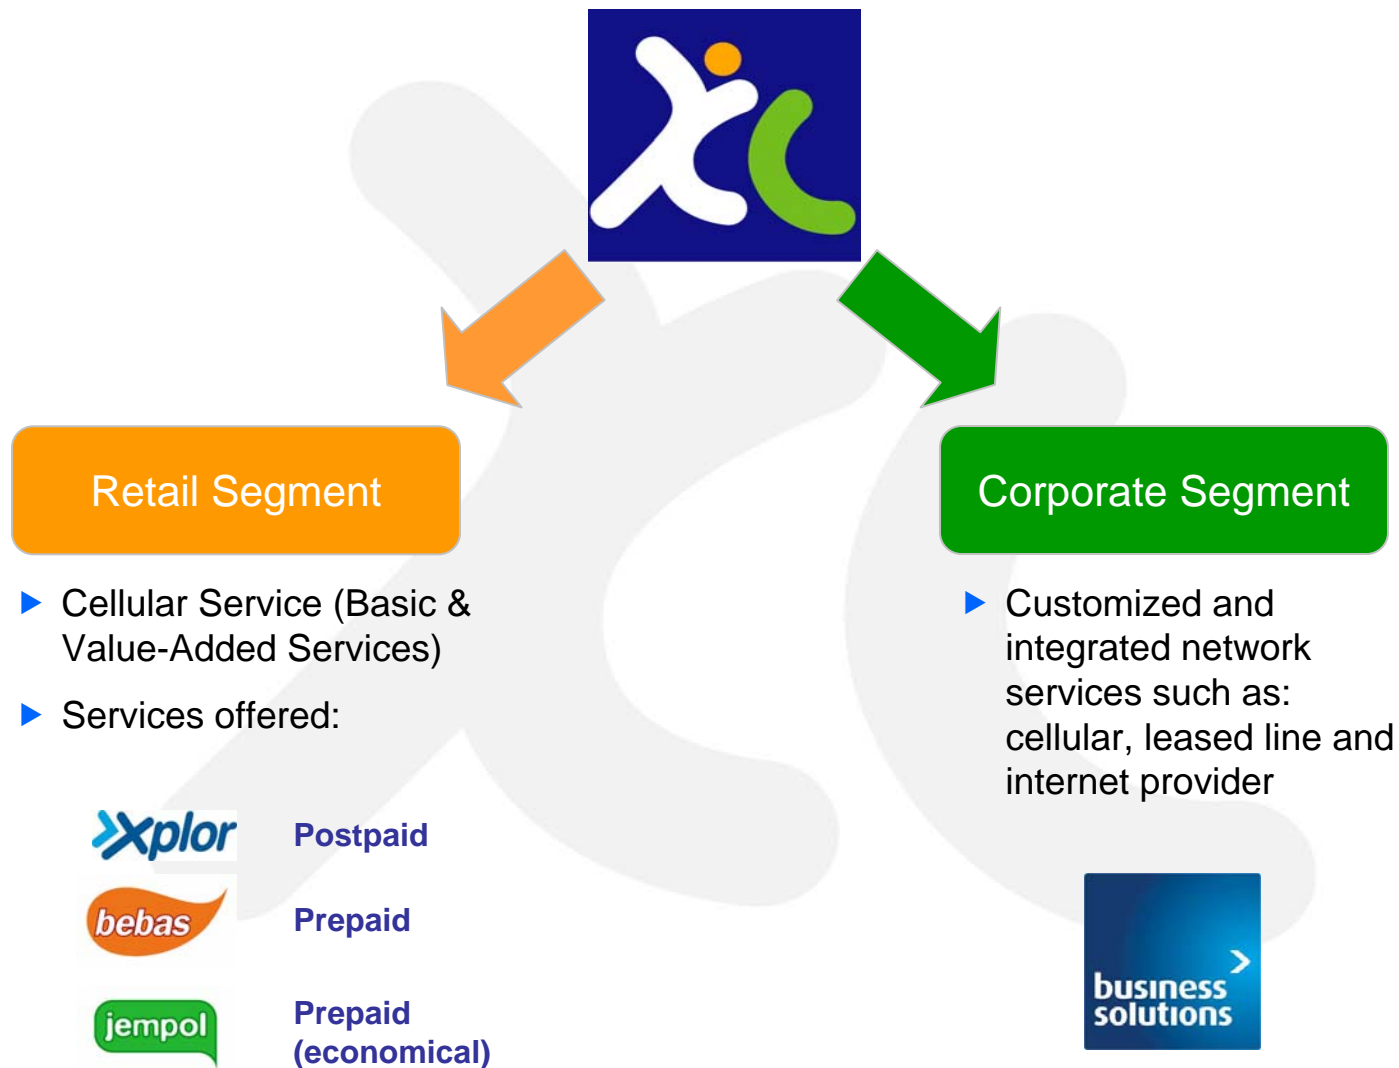 XL
Retail Segment
Corporate Segment
Cellular Service (Basic &
Value-Added Services)
Services offered:
Xplor
Postpaid
bebas
Prepaid
jempol
Prepaid
(economical)
Customized and
integrated network
services such as:
cellular, leased line and
internet provider
business
solutions